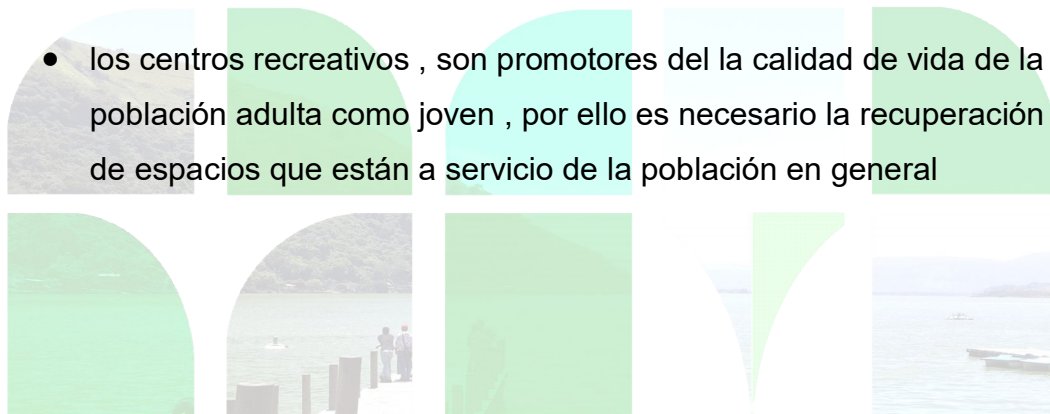 ● los centros recreativos , son promotores del la calidad de vida de la
población adulta como joven , por ello es necesario la recuperación
de espacios que están a servicio de la población en general